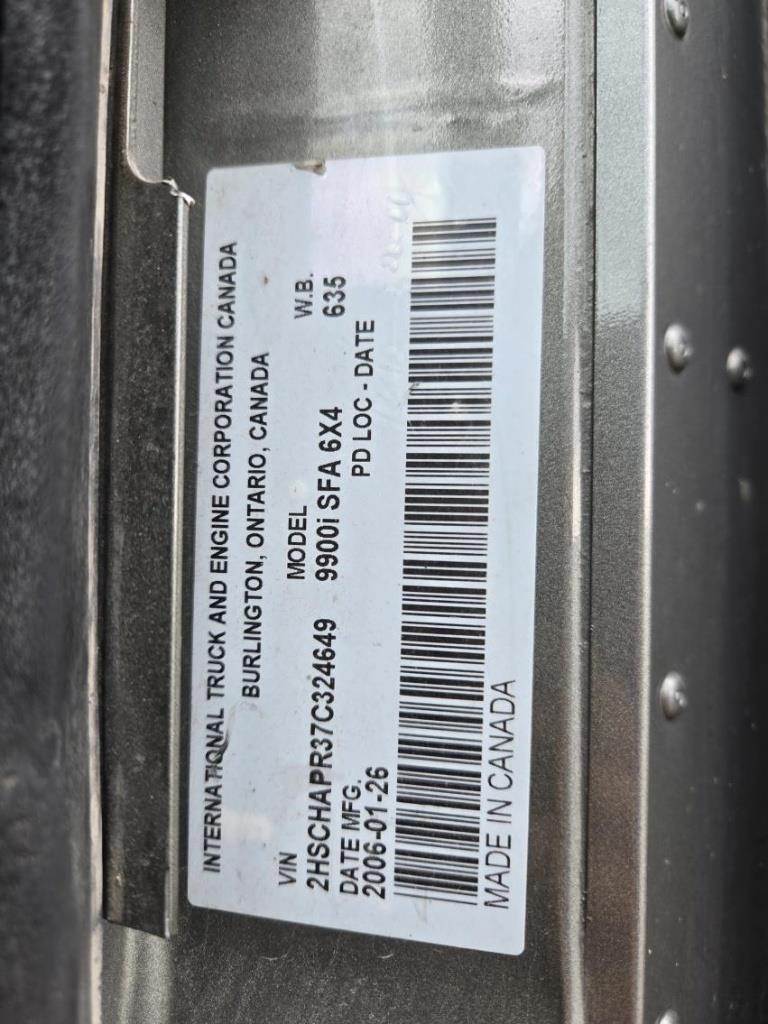 INTERNATIONAL TRUCK AND ENGINE CORPORATION CANADA
BURLINGTON, ONTARIO, CANADA
VIN MODEL W.B.
2HSCHAPR37C324649 9900i SFA 6X4 635
DATE MFG. PD LOC - DATE
2006-01-26
MADE IN CANADA